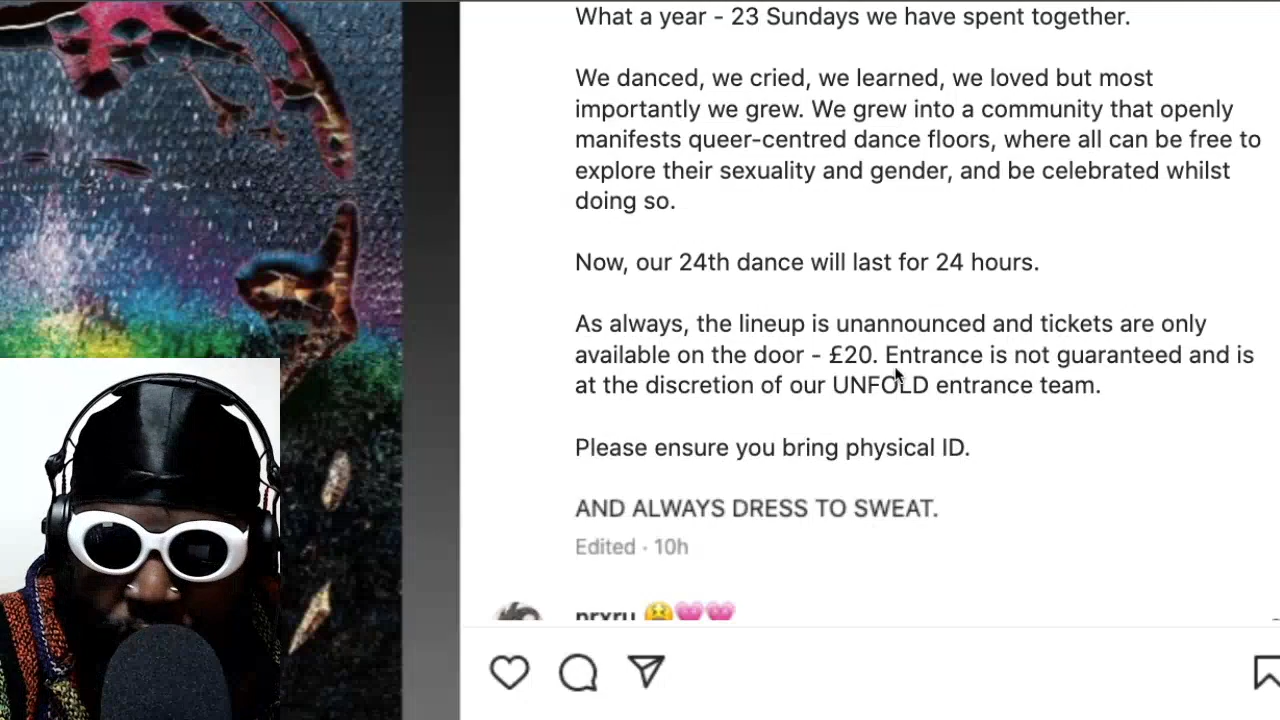 What a year - 23 Sundays we have spent together.
We danced, we cried, we learned, we loved but most
importantly we grew. We grew into a community that openly
manifests queer-centred dance floors, where all can be free to
explore their sexuality and gender, and be celebrated whilst
doing so.
Now, our 24th dance will last for 24 hours.
As always, the lineup is unannounced and tickets are only
available on the door - £20. Entrance is not guaranteed and is
at the discretion of our UNFOLD entrance team.
Please ensure you bring physical ID.
AND ALWAYS DRESS TO SWEAT.
Edited · 10h